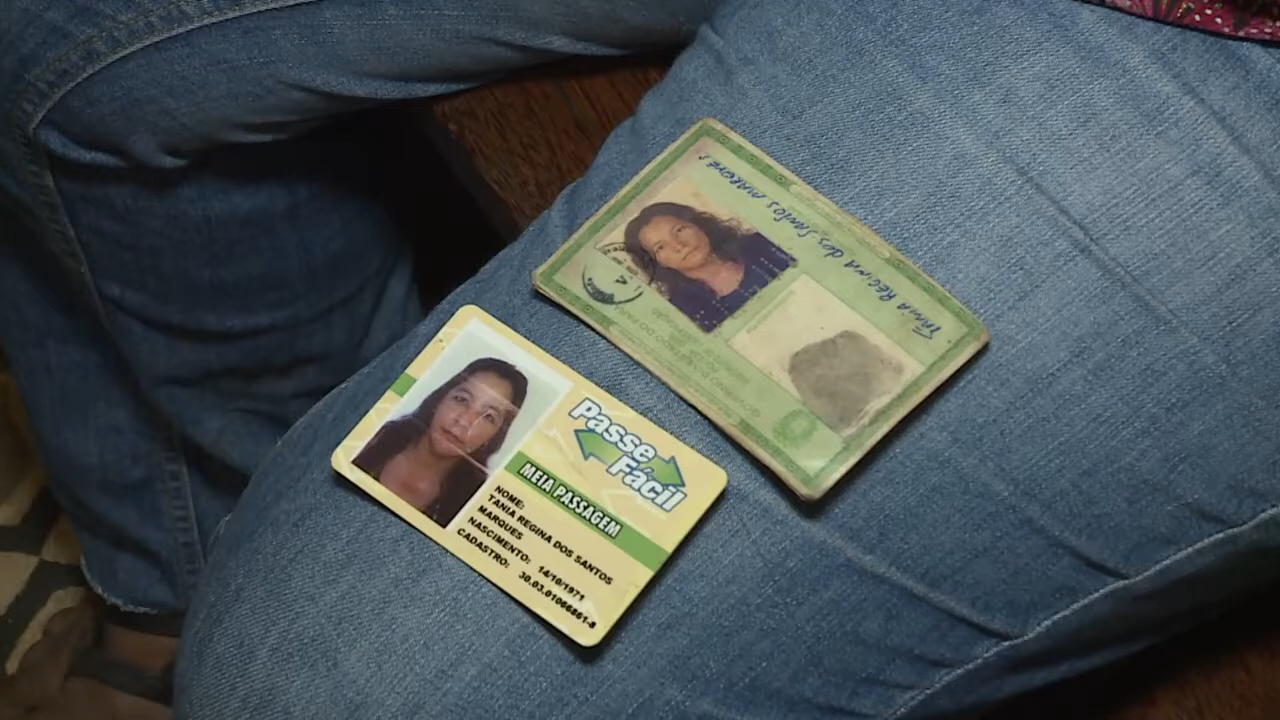 Tânia Regina dos Santos Marques
Passe
Fácil
MEIA PASSAGEM
NOME:
TANIA REGINA DOS SANTOS
MARQUES
NASCIMENTO: 14/10/1971
CADASTRO: 30.03.01066861-8